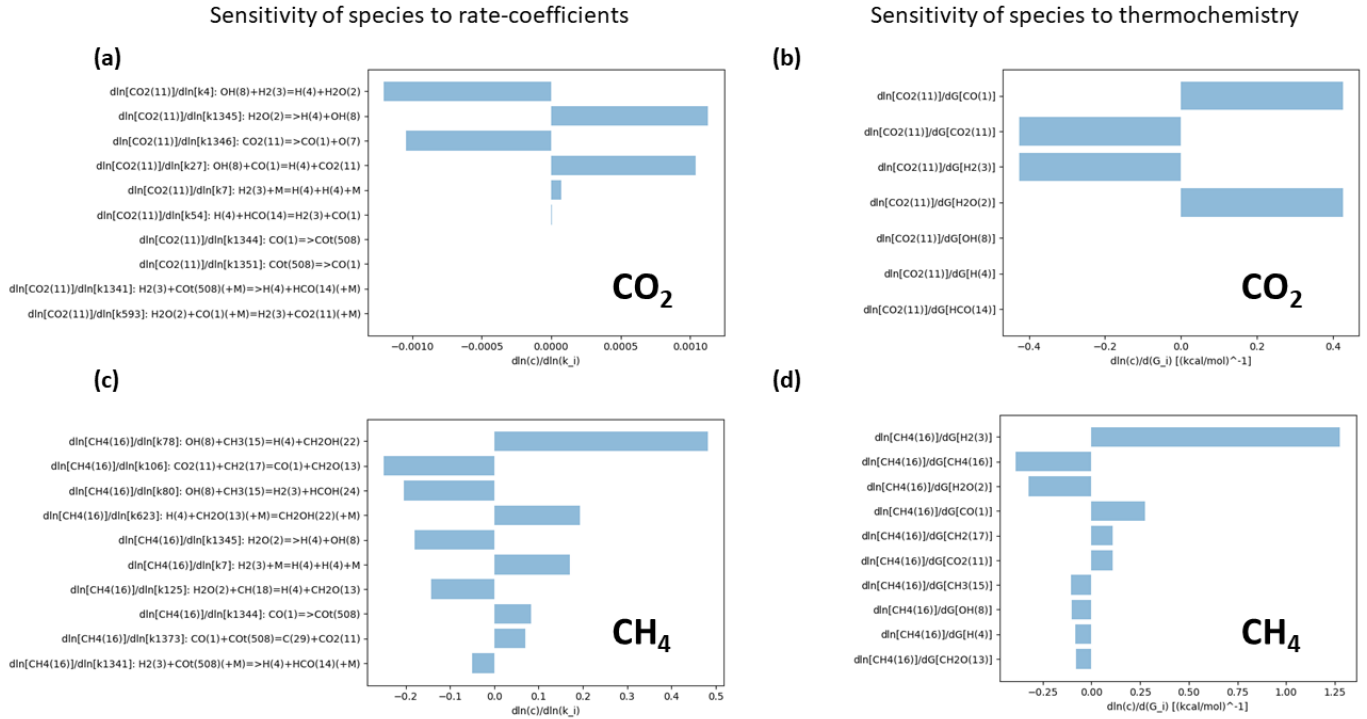 Sensitivity of species to rate-coefficients
Sensitivity of species to thermochemistry
(a)
dln[CO2(11)]/dln[k4]: OH(8)+H2(3)=H(4)+H2O(2)
dln[CO2(11)]/dln[k1345]: H2O(2)=>H(4)+OH(8)
dln[CO2(11)]/dln[k1346]: CO2(11)=>CO(1)+O(7)
dln[CO2(11)]/dln[k27]: OH(8)+CO(1)=H(4)+CO2(11)
dln[CO2(11)]/dln[k7]: H2(3)+M=H(4)+H(4)+M
dln[CO2(11)]/dln[k54]: H(4)+HCO(14)=H2(3)+CO(1)
dln[CO2(11)]/dln[k1344]: CO(1)=>COt(508)
dln[CO2(11)]/dln[k1351]: COt(508)=>CO(1)
dln[CO2(11)]/dln[k1341]: H2(3)+COt(508)(+M)=>H(4)+HCO(14)(+M)
dln[CO2(11)]/dln[k593]: H2O(2)+CO(1)(+M)=H2(3)+CO2(11)(+M)
CO2
−0.0010 −0.0005 0.0000 0.0005 0.0010
dln(c)/dln(k_i)
(b)
dln[CO2(11)]/dG[CO(1)]
dln[CO2(11)]/dG[CO2(11)]
dln[CO2(11)]/dG[H2(3)]
dln[CO2(11)]/dG[H2O(2)]
dln[CO2(11)]/dG[OH(8)]
dln[CO2(11)]/dG[H(4)]
dln[CO2(11)]/dG[HCO(14)]
CO2
−0.4 −0.2 0.0 0.2 0.4
dln(c)/d(G_i) [(kcal/mol)^-1]
(c)
dln[CH4(16)]/dln[k78]: OH(8)+CH3(15)=H(4)+CH2OH(22)
dln[CH4(16)]/dln[k106]: CO2(11)+CH2(17)=CO(1)+CH2O(13)
dln[CH4(16)]/dln[k80]: OH(8)+CH3(15)=H2(3)+HCOH(24)
dln[CH4(16)]/dln[k623]: H(4)+CH2O(13)(+M)=CH2OH(22)(+M)
dln[CH4(16)]/dln[k1345]: H2O(2)=>H(4)+OH(8)
dln[CH4(16)]/dln[k7]: H2(3)+M=H(4)+H(4)+M
dln[CH4(16)]/dln[k125]: H2O(2)+CH(18)=H(4)+CH2O(13)
dln[CH4(16)]/dln[k1344]: CO(1)=>COt(508)
dln[CH4(16)]/dln[k1373]: CO(1)+COt(508)=C(29)+CO2(11)
dln[CH4(16)]/dln[k1341]: H2(3)+COt(508)(+M)=>H(4)+HCO(14)(+M)
CH4
−0.2 −0.1 0.0 0.1 0.2 0.3 0.4 0.5
dln(c)/dln(k_i)
(d)
dln[CH4(16)]/dG[H2(3)]
dln[CH4(16)]/dG[CH4(16)]
dln[CH4(16)]/dG[H2O(2)]
dln[CH4(16)]/dG[CO(1)]
dln[CH4(16)]/dG[CH2(17)]
dln[CH4(16)]/dG[CO2(11)]
dln[CH4(16)]/dG[CH3(15)]
dln[CH4(16)]/dG[OH(8)]
dln[CH4(16)]/dG[H(4)]
dln[CH4(16)]/dG[CH2O(13)]
CH4
−0.25 0.00 0.25 0.50 0.75 1.00 1.25
dln(c)/d(G_i) [(kcal/mol)^-1]